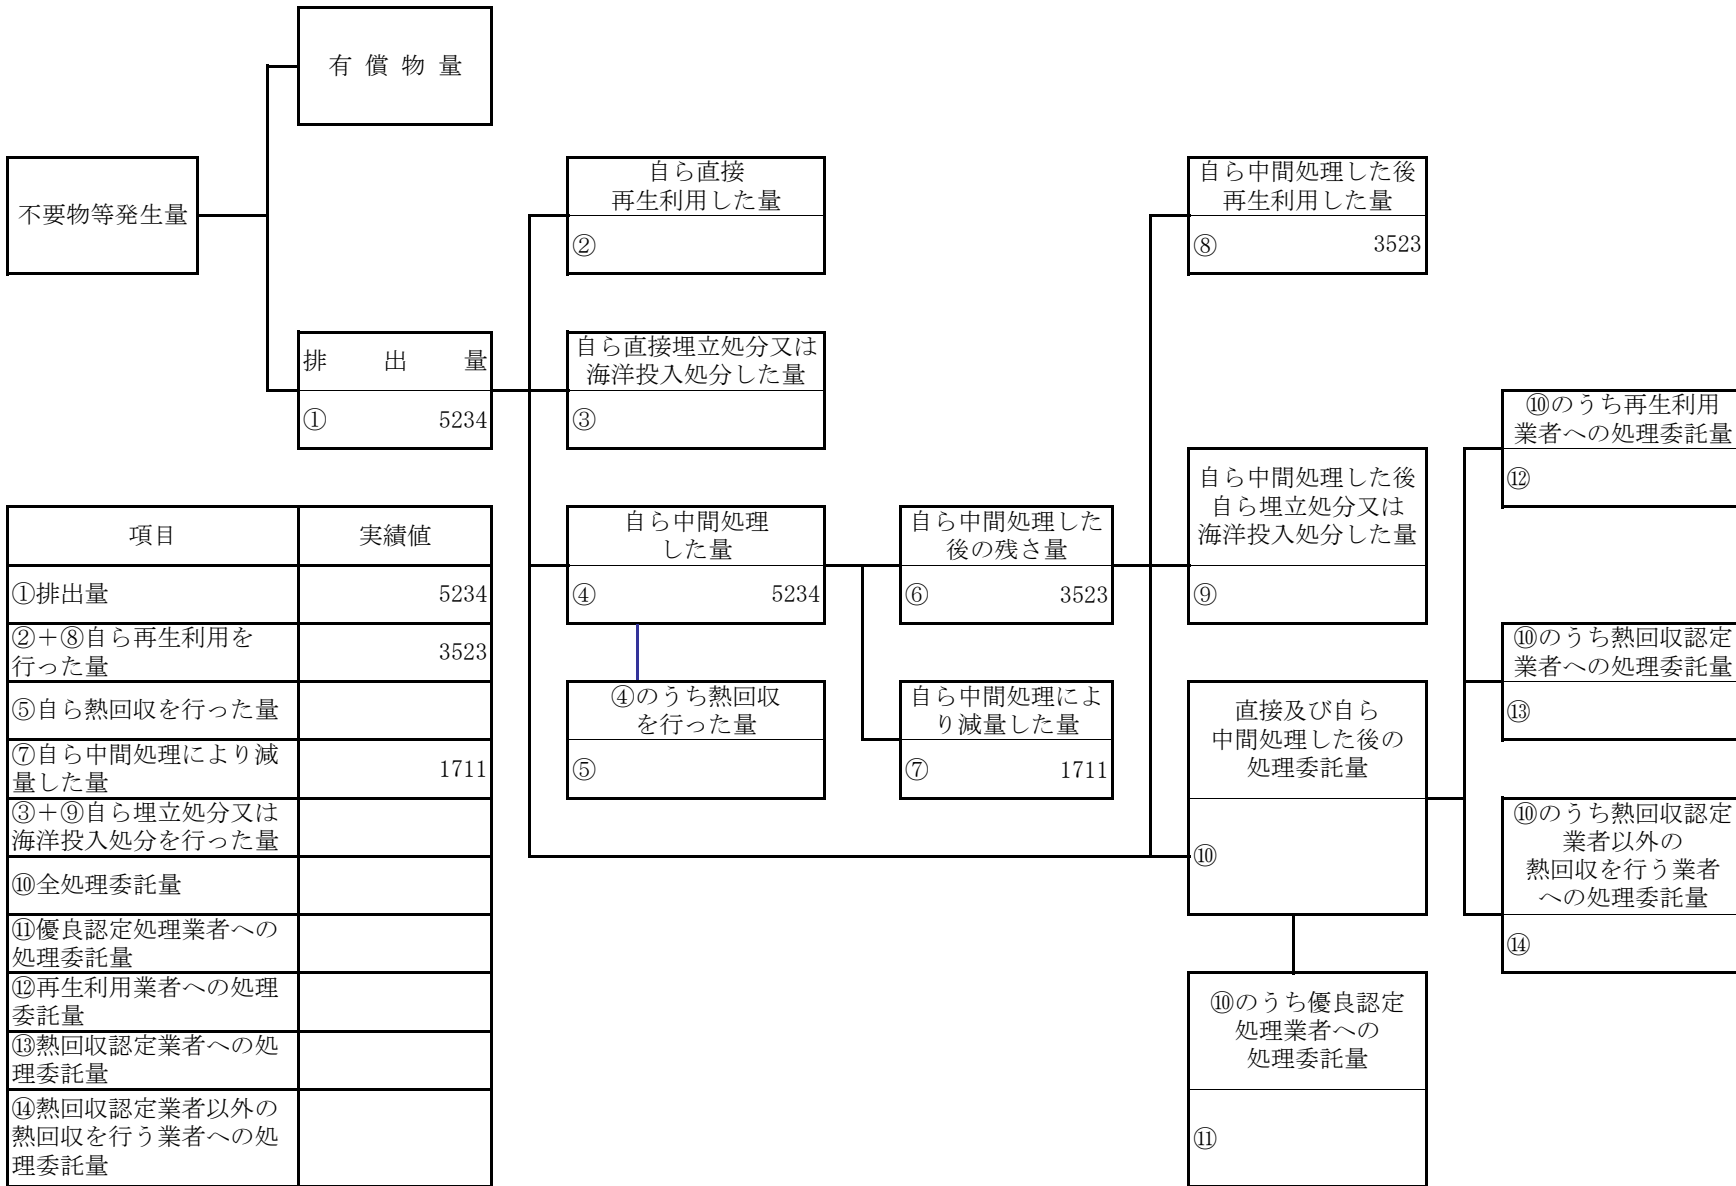 有償物量
不要物等発生量
自ら直接
再生利用した量
②
自ら中間処理した後
再生利用した量
⑧ 3523
排出量
① 5234
自ら直接埋立処分又は
海洋投入処分した量
③
⑩のうち再生利用
業者への処理委託量
⑫
自ら中間処理した後
自ら埋立処分又は
海洋投入処分した量
⑨
自ら中間処理
した量
④ 5234
自ら中間処理した
後の残さ量
⑥ 3523
⑩のうち熱回収認定
業者への処理委託量
⑬
④のうち熱回収
を行った量
⑤
自ら中間処理によ
り減量した量
⑦ 1711
直接及び自ら
中間処理した後の
処理委託量
⑩
⑩のうち熱回収認定
業者以外の
熱回収を行う業者
への処理委託量
⑭
⑩のうち優良認定
処理業者への
処理委託量
⑪
項目 実績値
①排出量 5234
②+⑧自ら再生利用を
行った量 3523
⑤自ら熱回収を行った量
⑦自ら中間処理により減
量した量 1711
③+⑨自ら埋立処分又は
海洋投入処分を行った量
⑩全処理委託量
⑪優良認定処理業者への
処理委託量
⑫再生利用業者への処理
委託量
⑬熱回収認定業者への処
理委託量
⑭熱回収認定業者以外の
熱回収を行う業者への処
理委託量